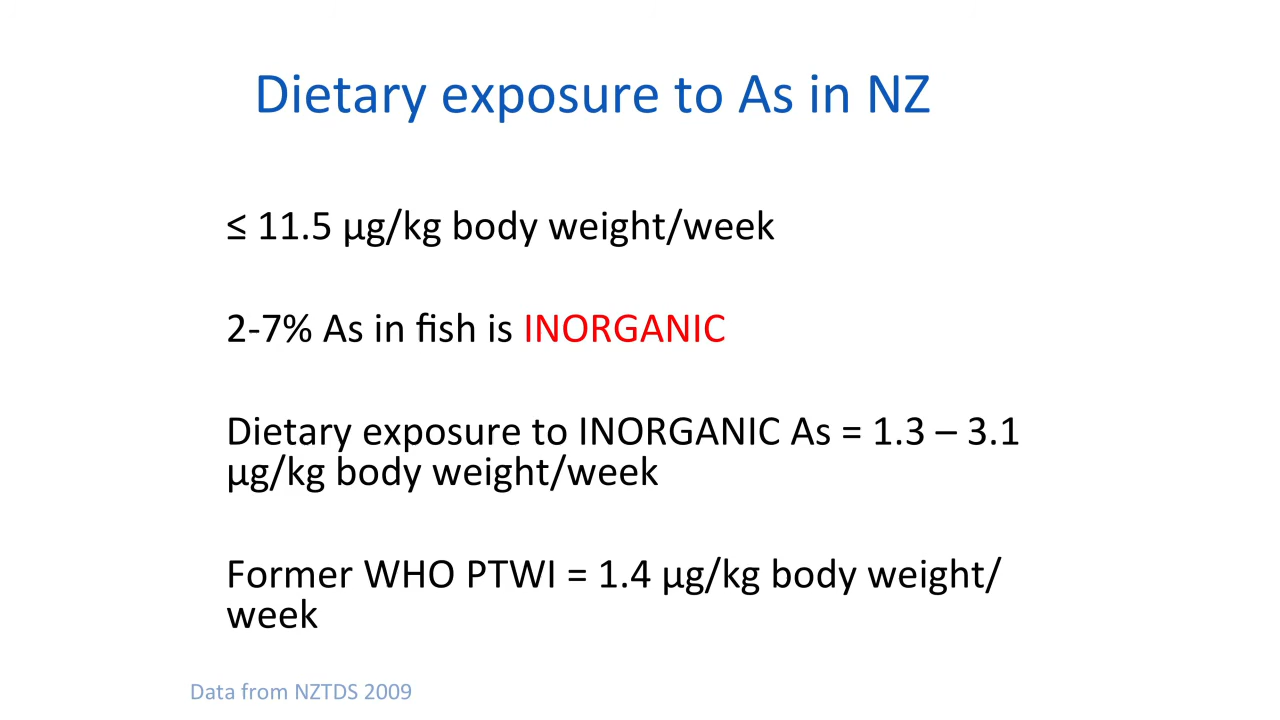 Dietary exposure to As in NZ
≤ 11.5 µg/kg body weight/week
2-7% As in fish is INORGANIC
Dietary exposure to INORGANIC As = 1.3 – 3.1
µg/kg body weight/week
Former WHO PTWI = 1.4 µg/kg body weight/
week
Data from NZTDS 2009